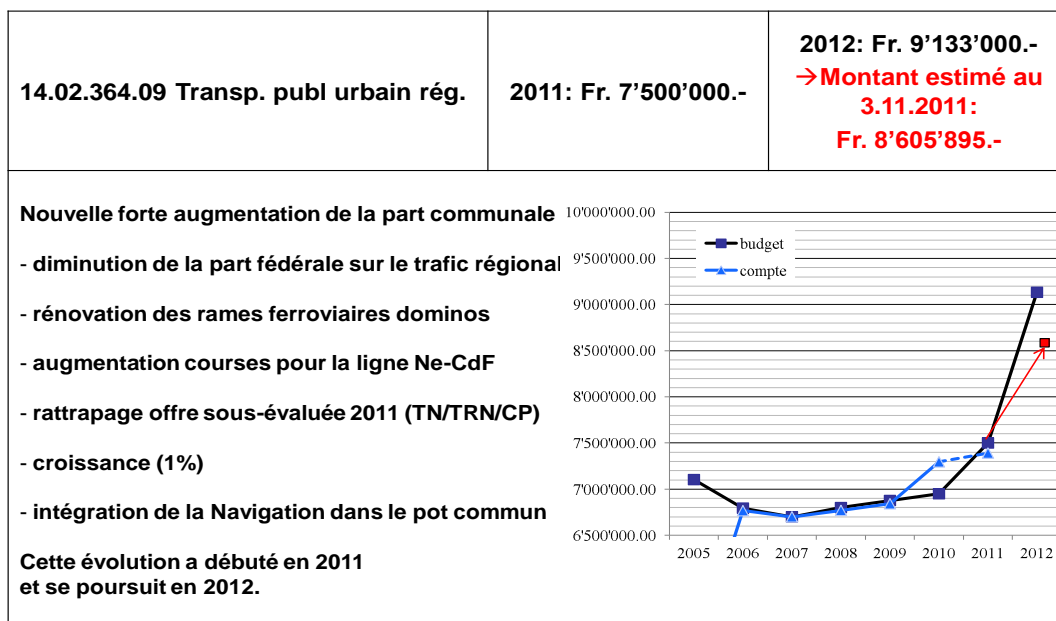 14.02.364.09 Transp. publ urbain rég.
2011: Fr. 7’500’000.-
2012: Fr. 9’133’000.-
→Montant estimé au
3.11.2011:
Fr. 8’605’895.-
Nouvelle forte augmentation de la part communale
- diminution de la part fédérale sur le trafic régional
- rénovation des rames ferroviaires dominos
- augmentation courses pour la ligne Ne-CdF
- rattrapage offre sous-évaluée 2011 (TN/TRN/CP)
- croissance (1%)
- intégration de la Navigation dans le pot commun
Cette évolution a débuté en 2011
et se poursuit en 2012.
10'000'000.00
9'500'000.00
9'000'000.00
8'500'000.00
8'000'000.00
7'500'000.00
7'000'000.00
6'500'000.00
budget
compte
2005 2006 2007 2008 2009 2010 2011 2012